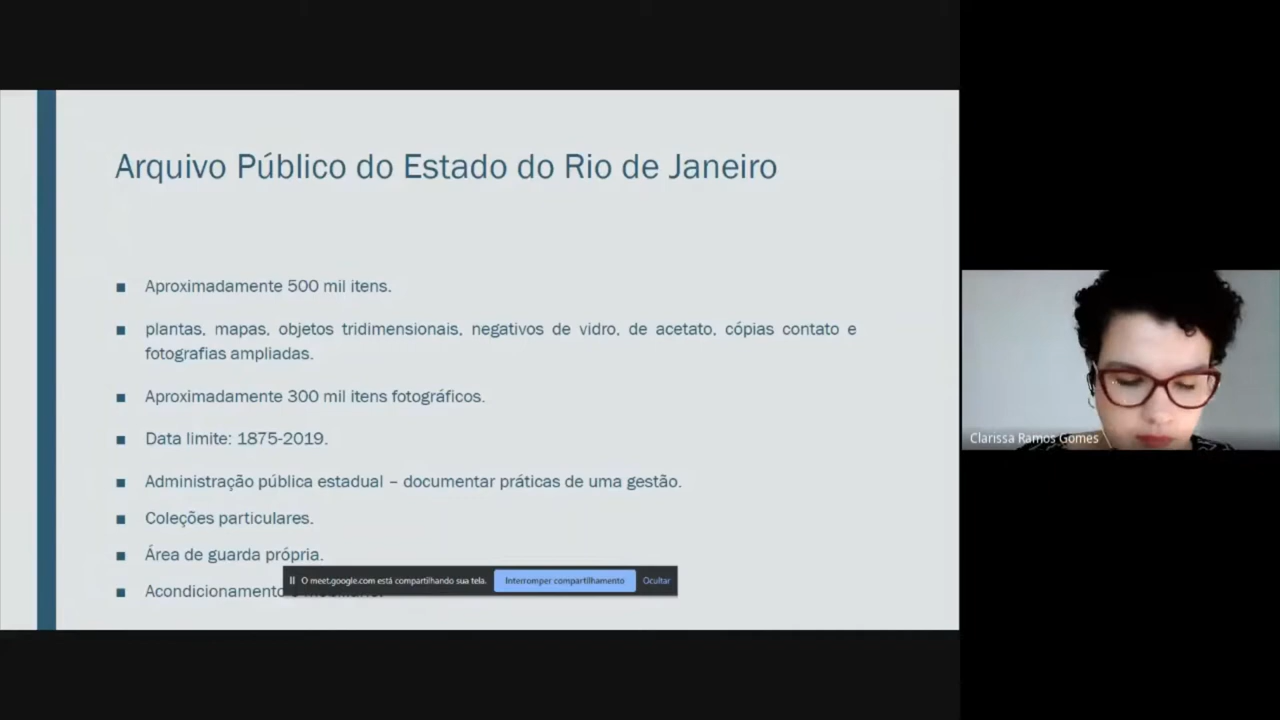 Arquivo Público do Estado do Rio de Janeiro
■ Aproximadamente 500 mil itens.
■ plantas, mapas, objetos tridimensionais, negativos de vidro, de acetato, cópias contato e
fotografias ampliadas.
■ Aproximadamente 300 mil itens fotográficos.
■ Data limite: 1875-2019.
■ Administração pública estadual – documentar práticas de uma gestão.
■ Coleções particulares.
■ Área de guarda própria.
O meet.google.com está compartilhando sua tela. Interromper compartilhamento Ocultar
■ Acondicionamento
Clarissa Ramos Gomes